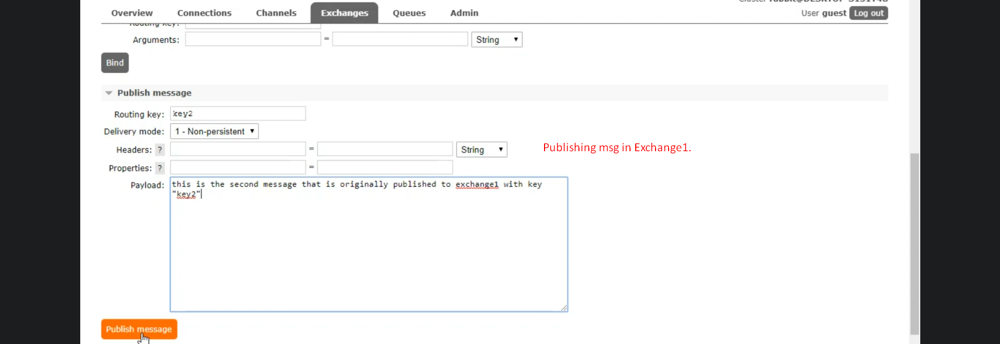 Overview Connections Channels Exchanges Queues Admin
User guest Log out
Routing key:
Arguments: = String
Bind
Publish message
Routing key: key2
Delivery mode: 1 - Non-persistent
Headers: ? = String
Publishing msg in Exchange1.
Properties: ? =
Payload: this is the second message that is originally published to exchange1 with key
"key2"
Publish message